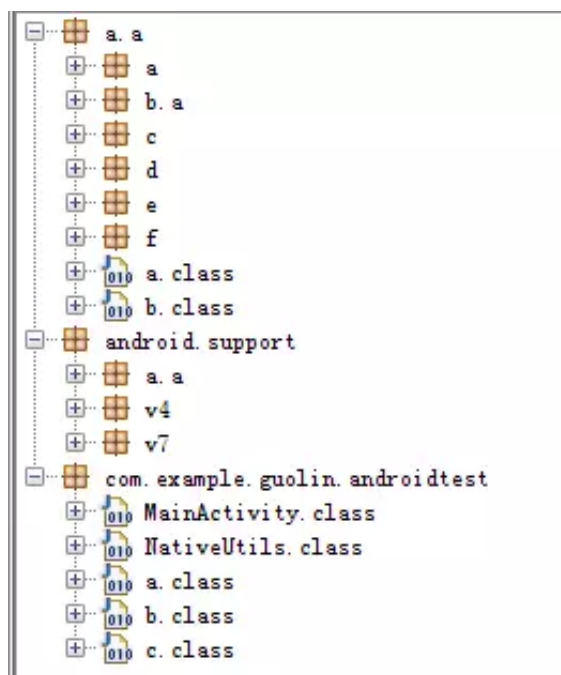 a.a
a
b.a
c
d
e
f
a.class
b.class
android.support
a.a
v4
v7
com.example.guolin.androidtest
MainActivity.class
NativeUtils.class
a.class
b.class
c.class